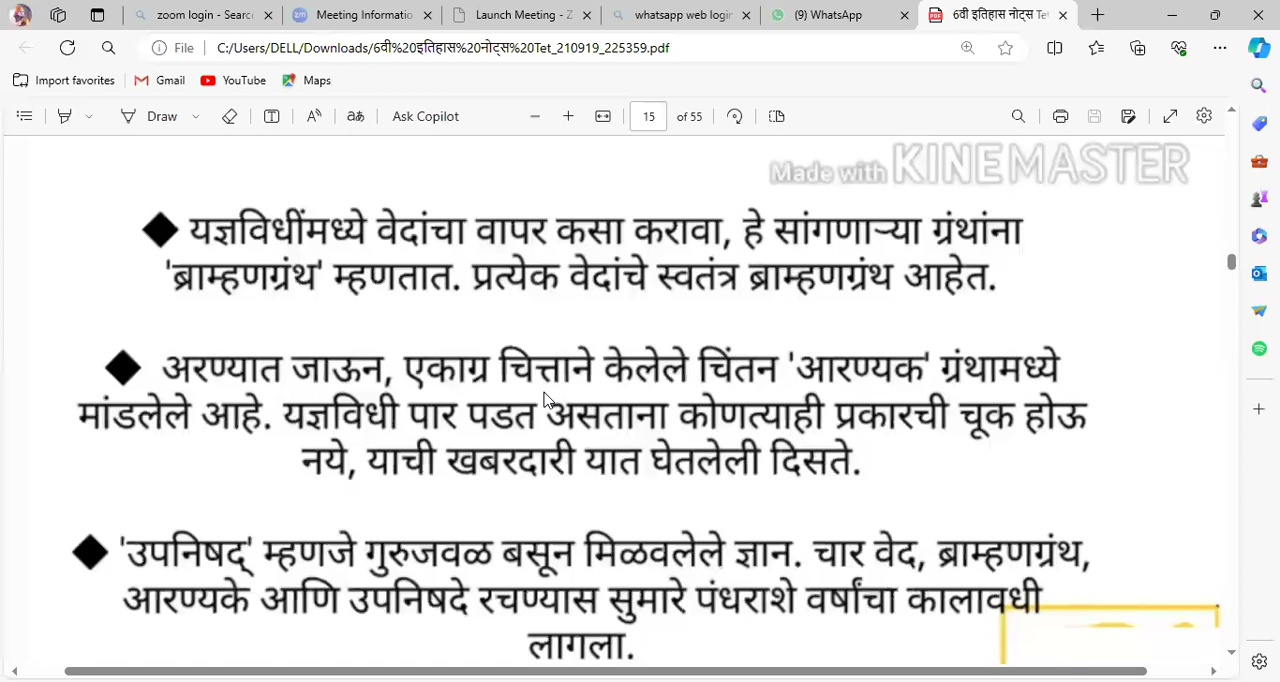 zoom login - Searc
Meeting Informatio
Launch Meeting - Z
whatsapp web login
(9) WhatsApp
6वी इतिहास नोट्स Tet
File
C:/Users/DELL/Downloads/6वी%20इतिहास%20नोट्स%20Tet_210919_225359.pdf
Import favorites
Gmail
YouTube
Maps
Draw
Ask Copilot
15 of 55
Made with KINEMASTER
◆ यज्ञविधींमध्ये वेदांचा वापर कसा करावा, हे सांगणाऱ्या ग्रंथांना
'ब्राम्हणग्रंथ' म्हणतात. प्रत्येक वेदांचे स्वतंत्र ब्राम्हणग्रंथ आहेत.
◆ अरण्यात जाऊन, एकाग्र चित्ताने केलेले चिंतन 'आरण्यक' ग्रंथामध्ये
मांडलेले आहे. यज्ञविधी पार पडत असताना कोणत्याही प्रकारची चूक होऊ
नये, याची खबरदारी यात घेतलेली दिसते.
◆ 'उपनिषद्' म्हणजे गुरुजवळ बसून मिळवलेले ज्ञान. चार वेद, ब्राम्हणग्रंथ,
आरण्यके आणि उपनिषदे रचण्यास सुमारे पंधराशे वर्षांचा कालावधी
लागला.